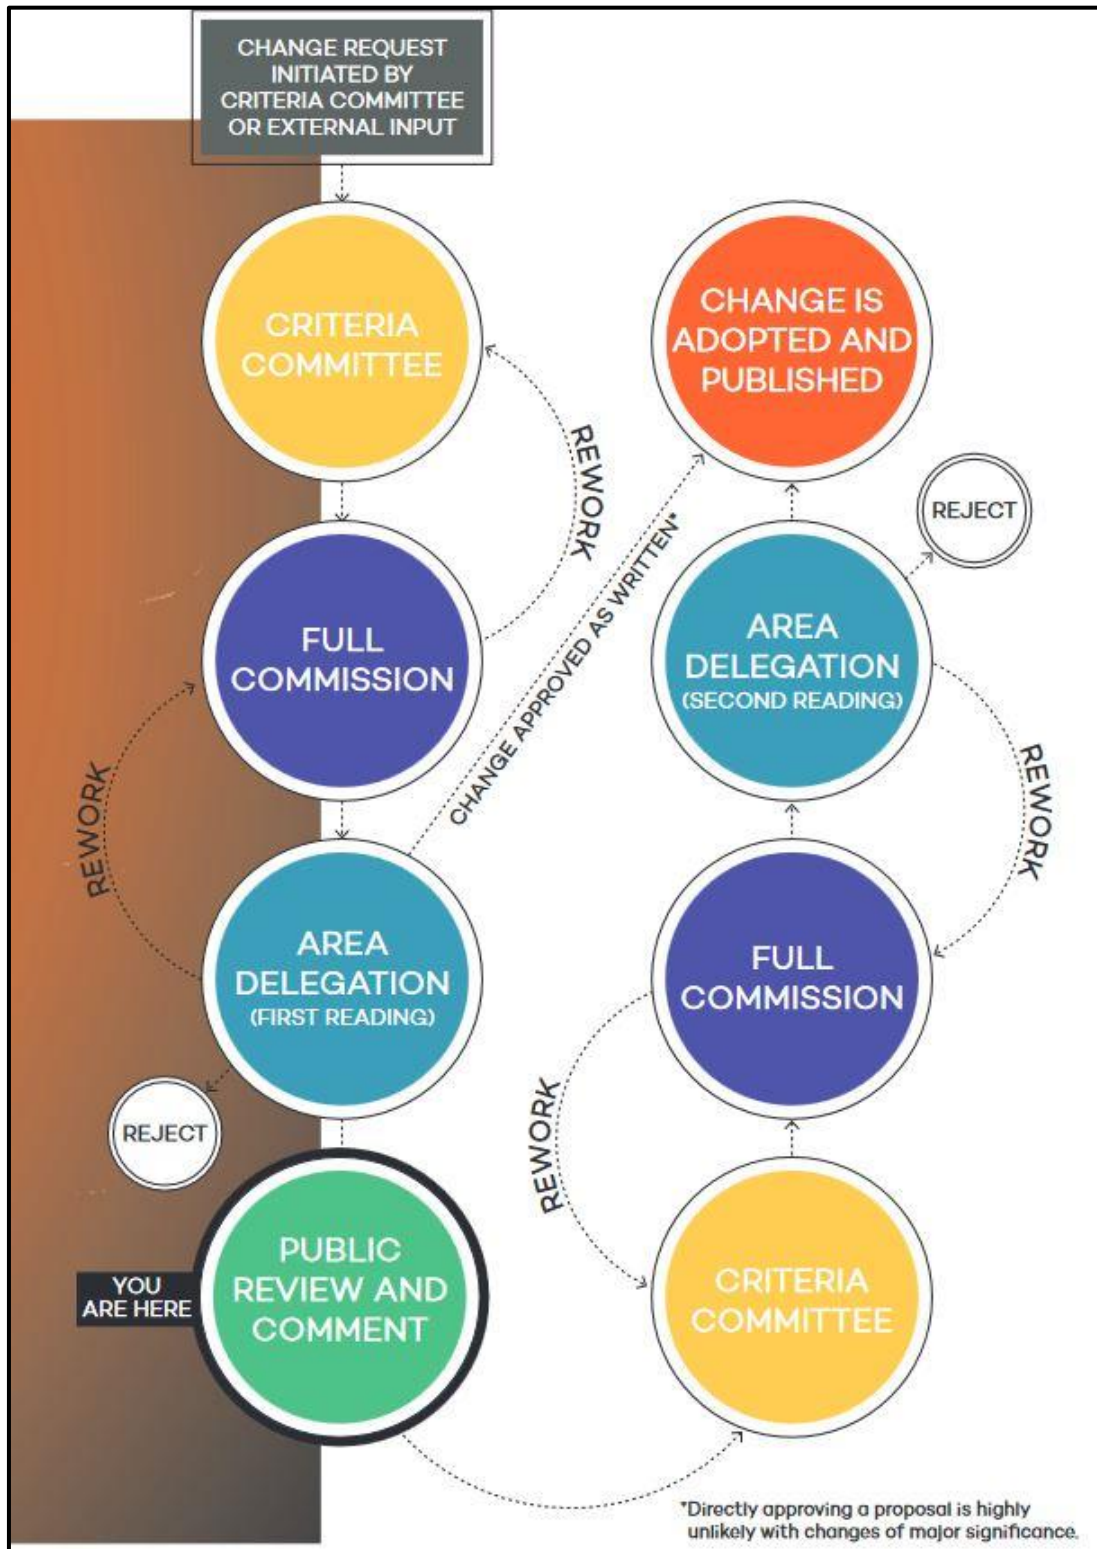 CHANGE REQUEST
INITIATED BY
CRITERIA COMMITTEE
OR EXTERNAL INPUT
CRITERIA
COMMITTEE
REWORK
FULL
COMMISSION
REWORK
AREA
DELEGATION
(FIRST READING)
CHANGE APPROVED AS WRITTEN*
REJECT
YOU
ARE HERE
PUBLIC
REVIEW AND
COMMENT
CRITERIA
COMMITTEE
REWORK
FULL
COMMISSION
REWORK
AREA
DELEGATION
(SECOND READING)
REJECT
CHANGE IS
ADOPTED AND
PUBLISHED
*Directly approving a proposal is highly
unlikely with changes of major significance.